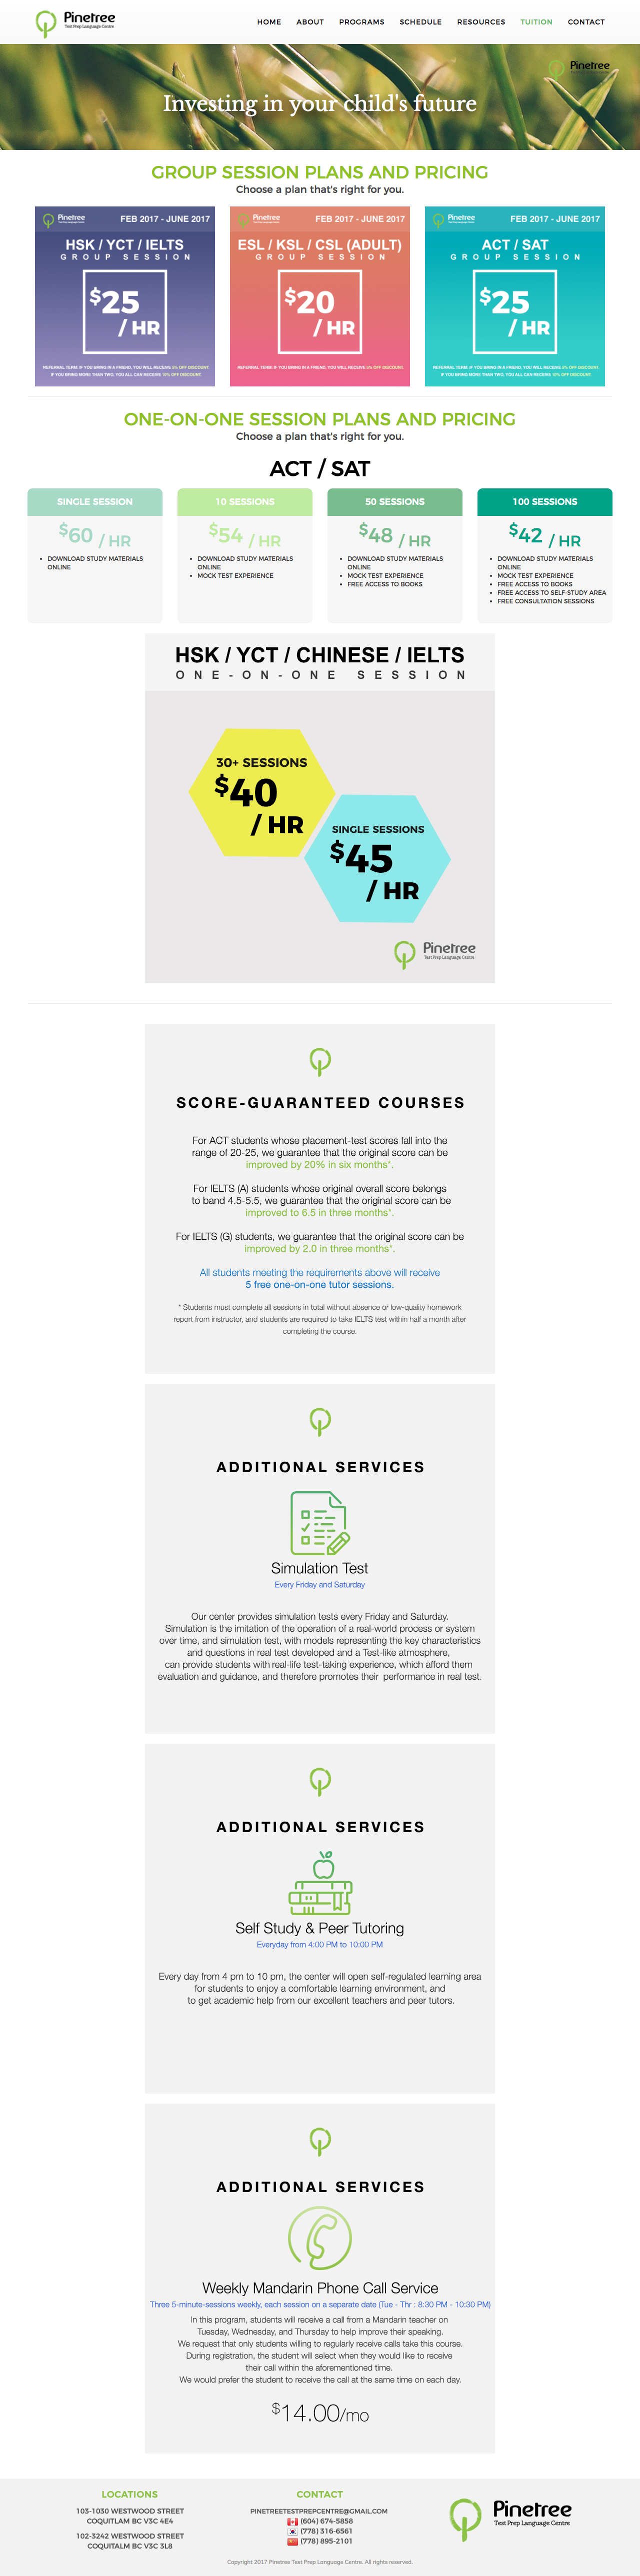 Pinetree
Test Prep Language Centre
HOME ABOUT PROGRAMS SCHEDULE RESOURCES TUITION CONTACT
Pinetree
Investing in your child's future
GROUP SESSION PLANS AND PRICING
Choose a plan that's right for you.
Pinetree
FEB 2017 - JUNE 2017
HSK / YCT / IELTS
GROUP SESSION
$25
/ HR
REFERRAL TERM: IF YOU BRING IN A FRIEND, YOU WILL RECEIVE 5% OFF DISCOUNT.
IF YOU BRING MORE THAN TWO, YOU ALL CAN RECEIVE 10% OFF DISCOUNT
Pinetree
FEB 2017 - JUNE 2017
ESL / KSL / CSL (ADULT)
GROUP SESSION
$20
/ HR
REFERRAL TERM: IF YOU BRING IN A FRIEND, YOU WILL RECEIVE 5% OFF DISCOUNT.
Pinetree
FEB 2017 - JUNE 2017
ACT / SAT
GROUP SESSION
$25
/ HR
REFERRAL TERM: IF YOU BRING IN A FRIEND, YOU WILL RECEIVE 5% OFF DISCOUNT.
IF YOU BRING MORE THAN TWO, YOU ALL CAN RECEIVE 10% OFF DISCOUNT
ONE-ON-ONE SESSION PLANS AND PRICING
Choose a plan that's right for you.
ACT / SAT
SINGLE SESSION
$60 / HR
• DOWNLOAD STUDY MATERIALS
ONLINE
10 SESSIONS
$54 / HR
• DOWNLOAD STUDY MATERIALS
ONLINE
• MOCK TEST EXPERIENCE
50 SESSIONS
$48 / HR
• DOWNLOAD STUDY MATERIALS
ONLINE
• MOCK TEST EXPERIENCE
• FREE ACCESS TO BOOKS
100 SESSIONS
$42 / HR
• DOWNLOAD STUDY MATERIALS
ONLINE
• MOCK TEST EXPERIENCE
• FREE ACCESS TO BOOKS
• FREE ACCESS TO SELF-STUDY AREA
• FREE CONSULTATION SESSIONS
HSK / YCT / CHINESE / IELTS
ONE-ON-ONE SESSION
30+ SESSIONS
$40
/ HR
SINGLE SESSIONS
$45
/ HR
Pinetree
Test Prep Language Centre
SCORE-GUARANTEED COURSES
For ACT students whose placement-test scores fall into the
range of 20-25, we guarantee that the original score can be
improved by 20% in six months*.
For IELTS (A) students whose original overall score belongs
to band 4.5-5.5, we guarantee that the original score can be
improved to 6.5 in three months*.
For IELTS (G) students, we guarantee that the original score can be
improved by 2.0 in three months*.
All students meeting the requirements above will receive
5 free one-on-one tutor sessions.
* Students must complete all sessions in total without absence or low-quality homework
report from instructor, and students are required to take IELTS test within half a month after
completing the course.
ADDITIONAL SERVICES
Simulation Test
Every Friday and Saturday
Our center provides simulation tests every Friday and Saturday.
Simulation is the imitation of the operation of a real-world process or system
over time, and simulation test, with models representing the key characteristics
and questions in real test developed and a Test-like atmosphere,
can provide students with real-life test-taking experience, which afford them
evaluation and guidance, and therefore promotes their performance in real test.
ADDITIONAL SERVICES
Self Study & Peer Tutoring
Everyday from 4:00 PM to 10:00 PM
Every day from 4 pm to 10 pm, the center will open self-regulated learning area
for students to enjoy a comfortable learning environment, and
to get academic help from our excellent teachers and peer tutors.
ADDITIONAL SERVICES
Weekly Mandarin Phone Call Service
Three 5-minute-sessions weekly, each session on a separate date (Tue - Thr : 8:30 PM - 10:30 PM)
In this program, students will receive a call from a Mandarin teacher on
Tuesday, Wednesday, and Thursday to help improve their speaking.
We request that only students willing to regularly receive calls take this course.
During registration, the student will select when they would like to receive
their call within the aforementioned time.
We would prefer the student to receive the call at the same time on each day.
$14.00/mo
LOCATIONS
103-1030 WESTWOOD STREET
COQUITLAM BC V3C 4E4
102-3242 WESTWOOD STREET
COQUITALM BC V3C 3L8
CONTACT
PINETREETESTPREPCENTRE@GMAIL.COM
(604) 674-5858
(778) 316-6561
(778) 895-2101
Pinetree
Test Prep Language Centre
Copyright 2017 Pinetree Test Prep Language Centre. All rights reserved.